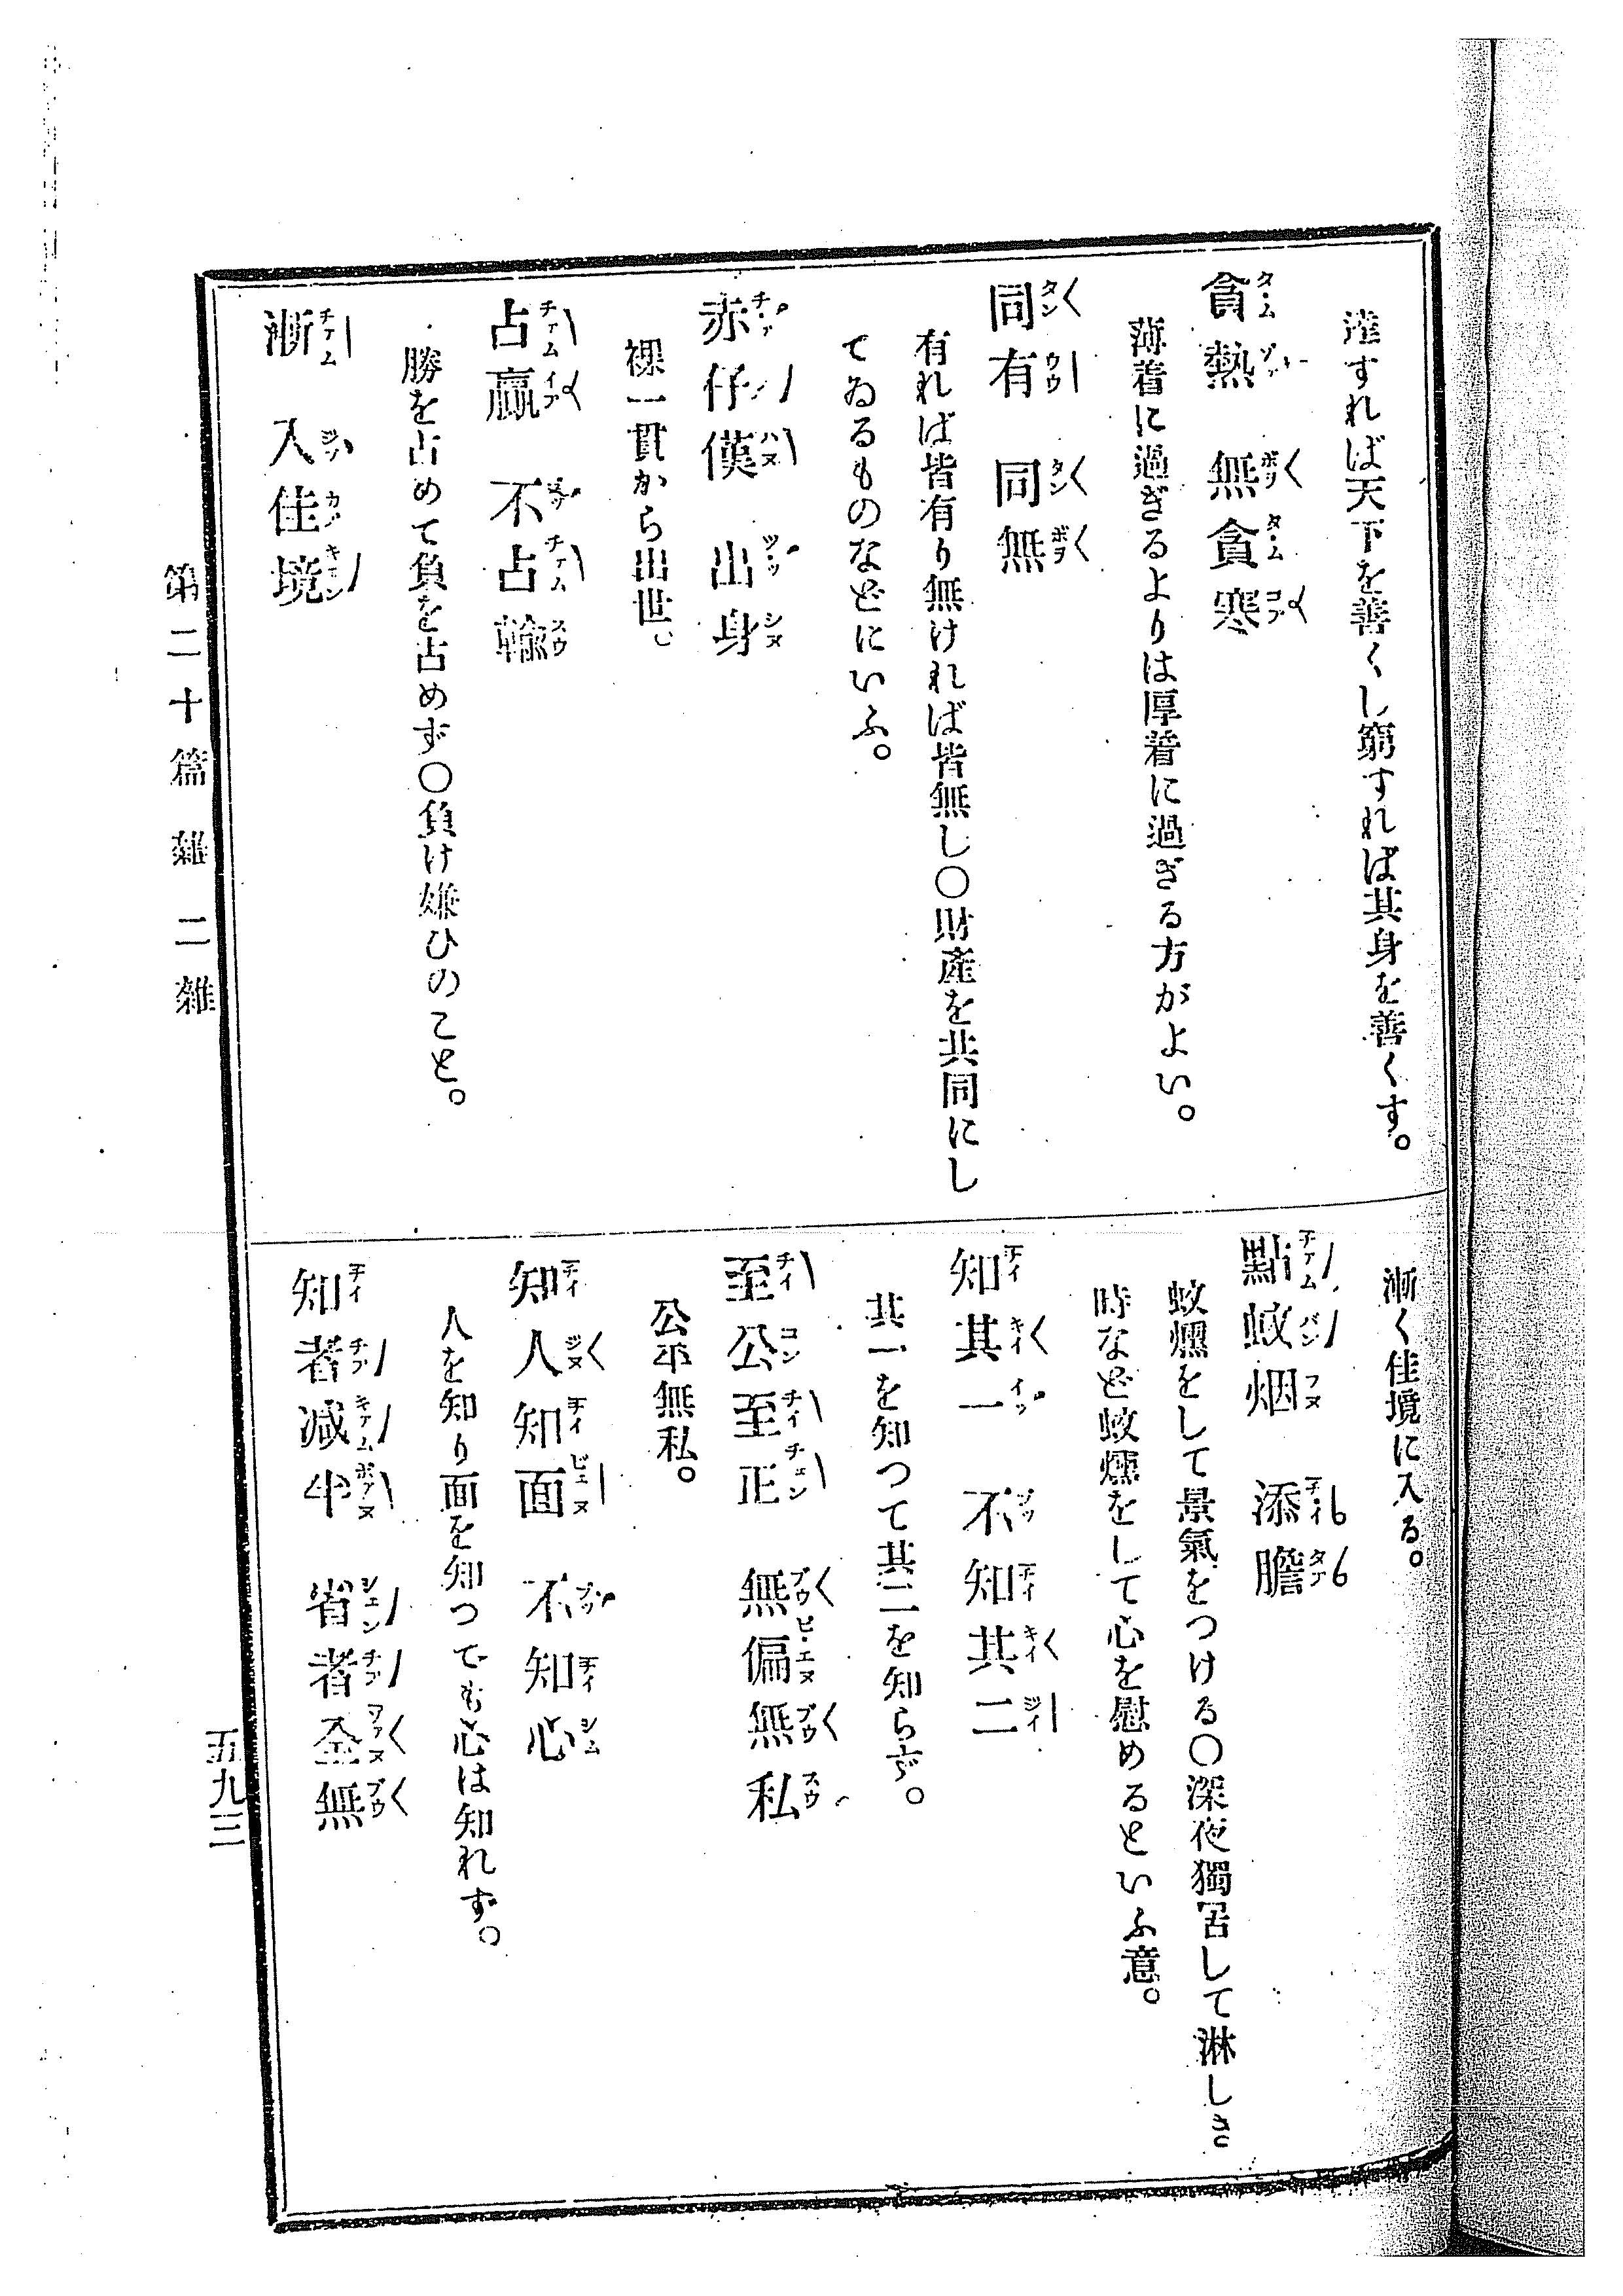 達すれば天下を善くし窮すれば其身を善くす。
貪熱　無貪寒
薄着に過ぎるよりは厚着に過ぎる方がよい。
同有　同無
有れば皆有り無ければ皆無し〇財產を共同にし
てゐるものなどにいふ。
赤仔僕　出身
裸一貫から出世。
占贏　不占輸
勝を占めて負を占めず〇負け嫌ひのこと。
漸　入佳境
漸く佳境に入る。
點蚊烟　添膽
蚊燻をして景氣をつける〇深夜獨居して淋しき
時など蚊燻をして心を慰めるといふ意。
知其一　不知其二
其一を知つて其二を知らず。
至公至正　無偏無私
公平無私。
知人知面　不知心
人を知り面を知つても心は知れず。
知者減半　省者全無
第二十篇 雜 二雜
五九三